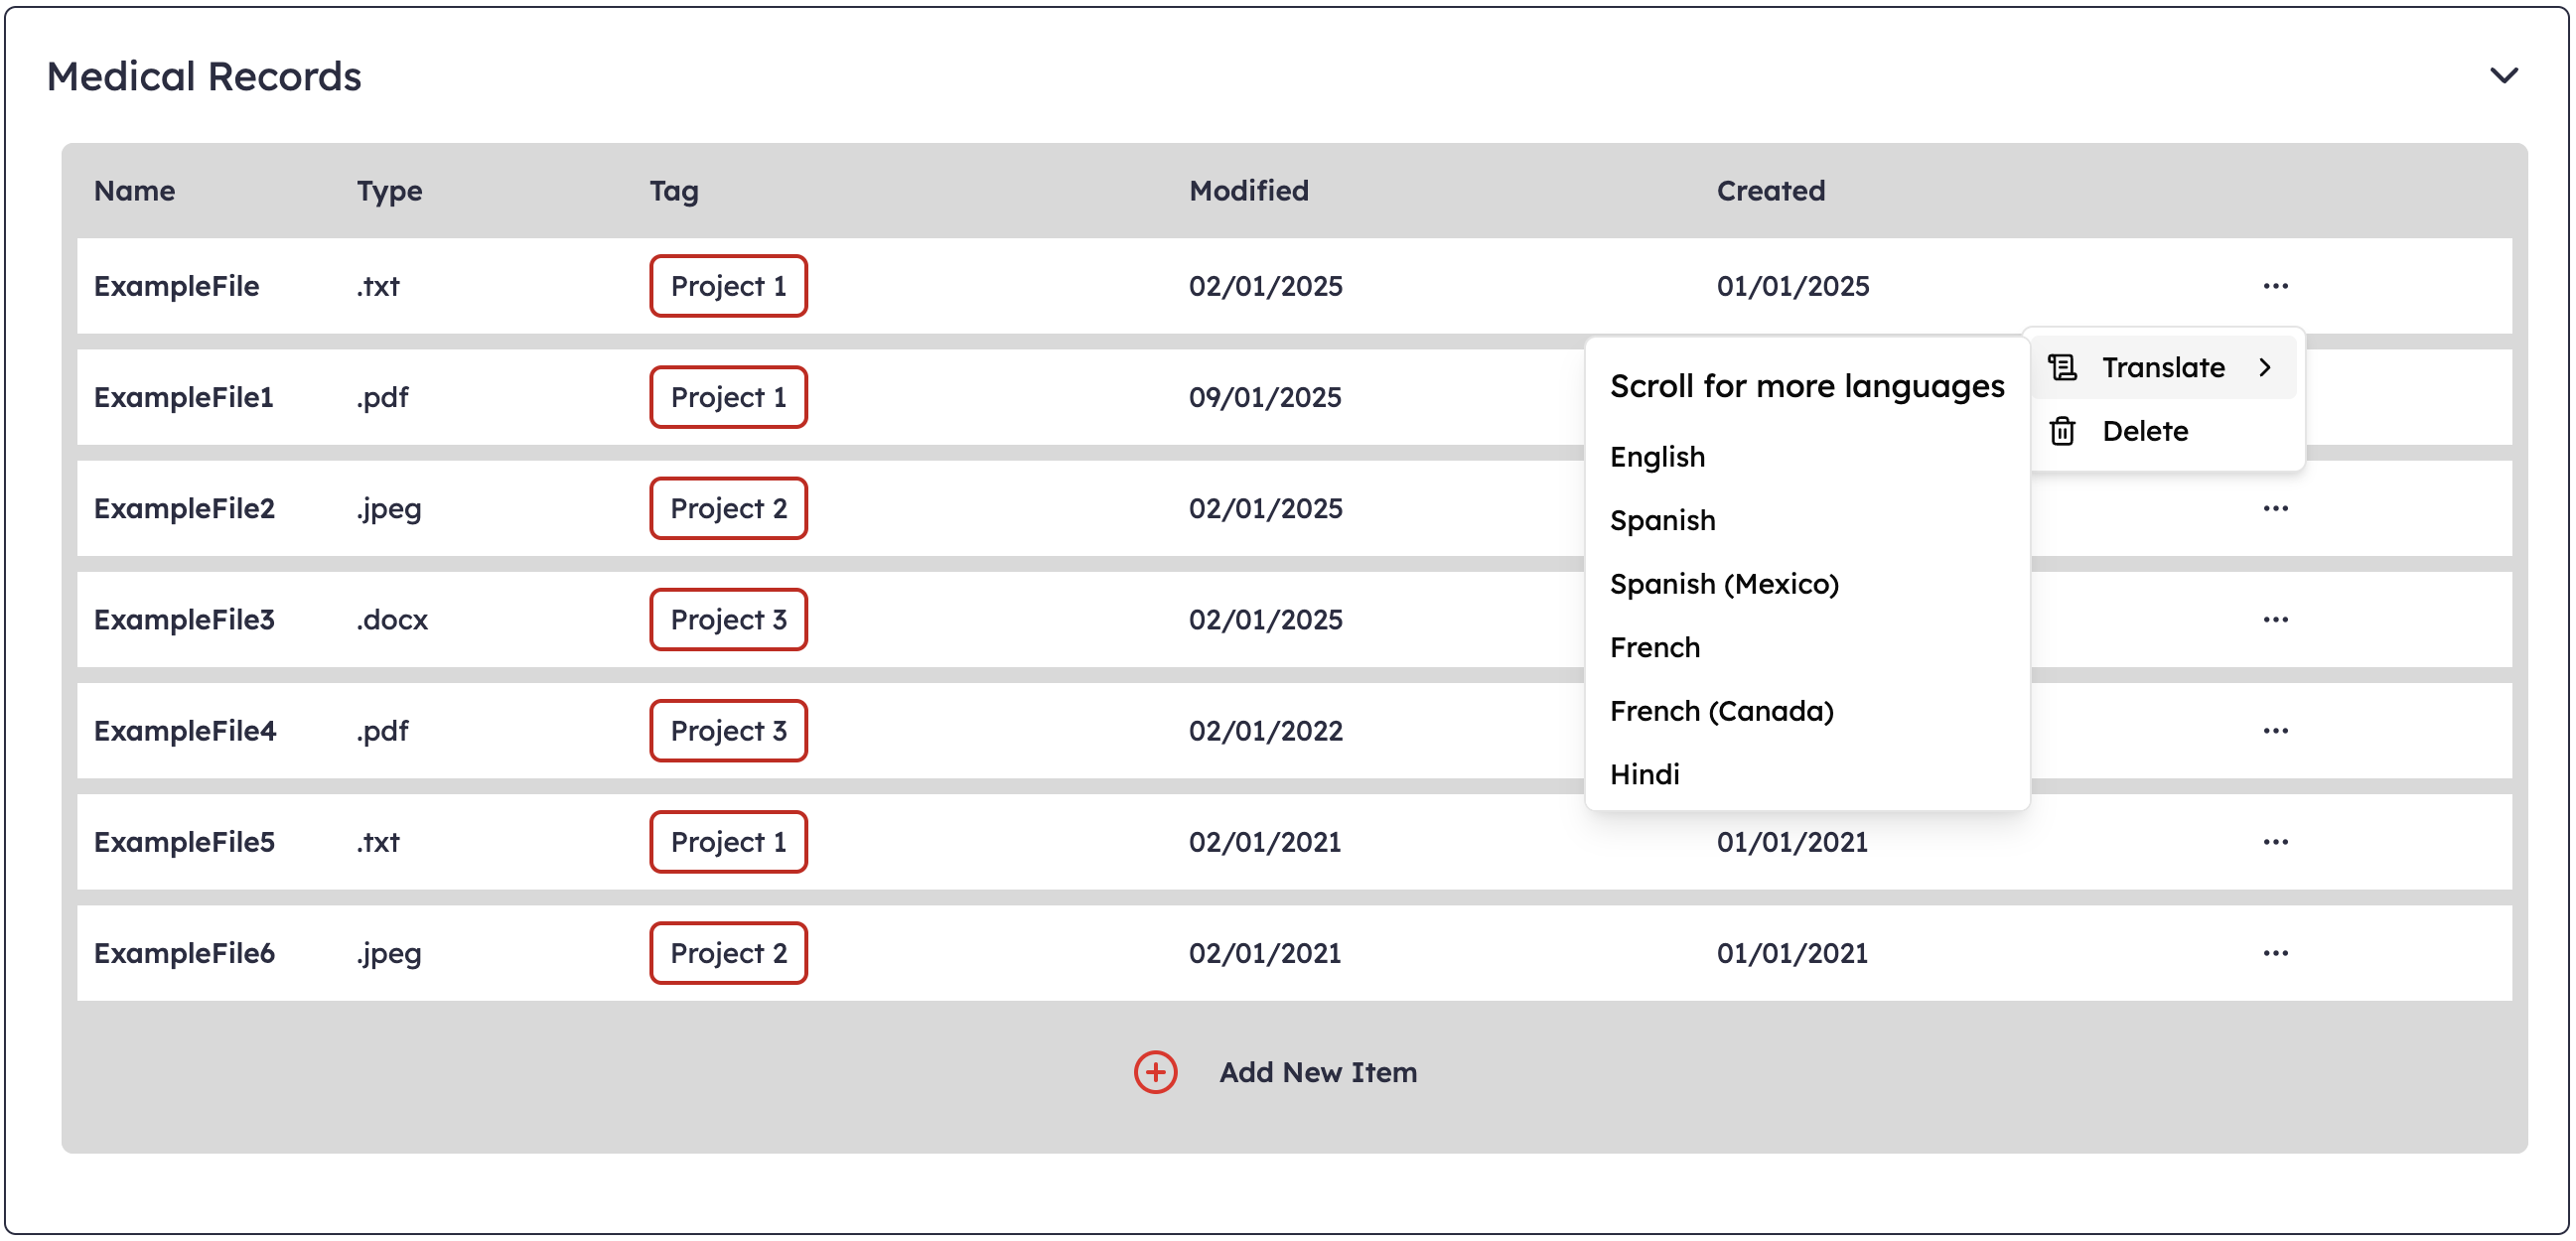 Medical Records
Name Type Tag Modified Created
ExampleFile .txt Project 1 02/01/2025 01/01/2025 ...
ExampleFile1 .pdf Project 1 09/01/2025
Translate
Delete
Scroll for more languages
English
Spanish
Spanish (Mexico)
French
French (Canada)
Hindi
ExampleFile2 .jpeg Project 2 02/01/2025 ...
ExampleFile3 .docx Project 3 02/01/2025 ...
ExampleFile4 .pdf Project 3 02/01/2022 ...
ExampleFile5 .txt Project 1 02/01/2021 01/01/2021 ...
ExampleFile6 .jpeg Project 2 02/01/2021 01/01/2021 ...
Add New Item